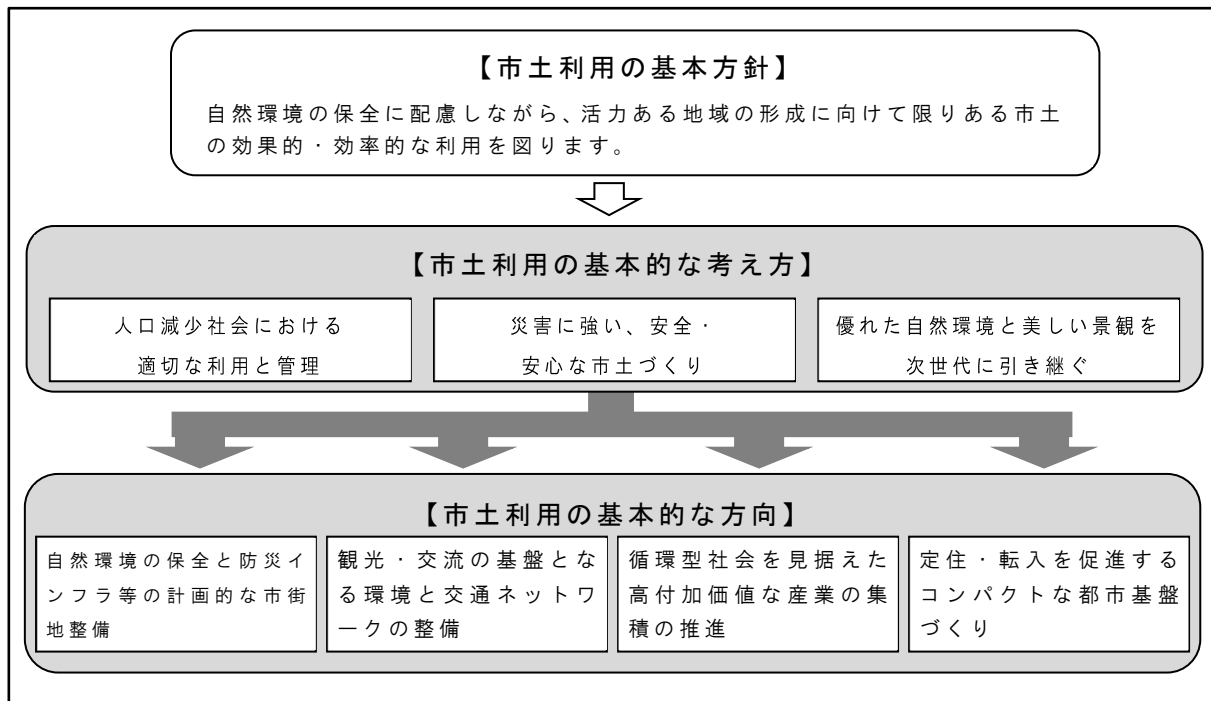 【市土利用の基本方針】
自然環境の保全に配慮しながら、活力ある地域の形成に向けて限りある市土
の効果的・効率的な利用を図ります。
【市土利用の基本的な考え方】
人口減少社会における
適切な利用と管理
災害に強い、安全・
安心な市土づくり
優れた自然環境と美しい景観を
次世代に引き継ぐ
【市土利用の基本的な方向】
自然環境の保全と防災イ
ンフラ等の計画的な市街
地整備
観光・交流の基盤とな
る環境と交通ネットワ
ークの整備
循環型社会を見据えた
高付加価値な産業の集
積の推進
定住・転入を促進する
コンパクトな都市基盤
づくり